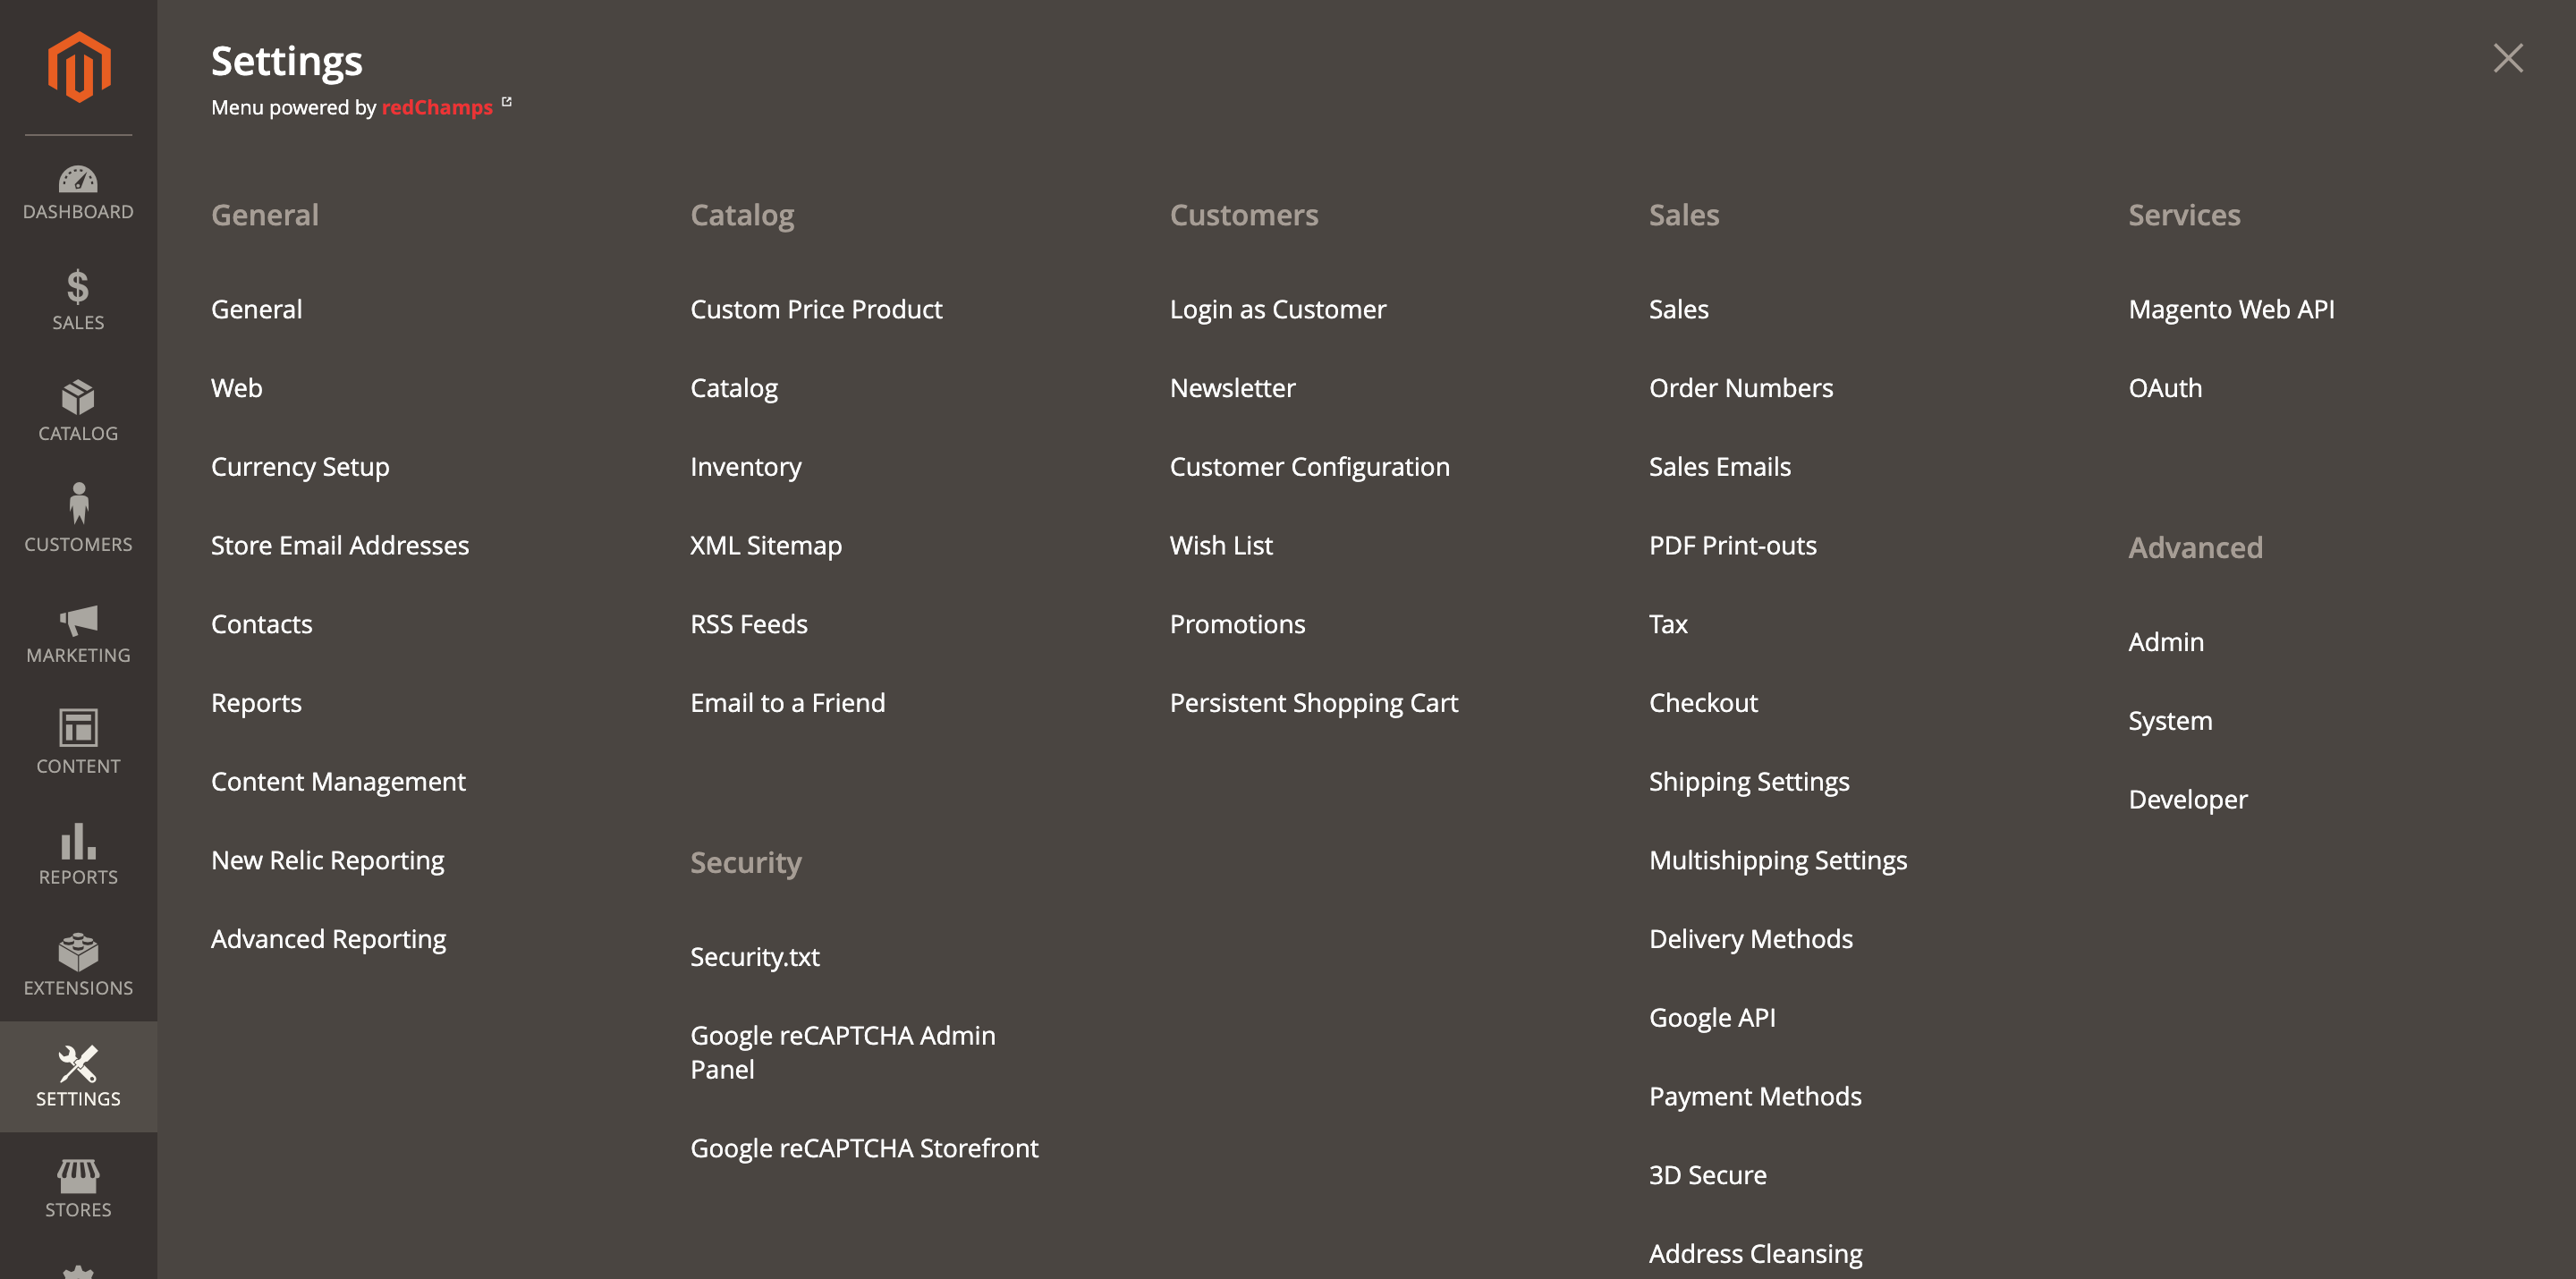 Settings
Menu powered by redChamps
DASHBOARD
SALES
CATALOG
CUSTOMERS
MARKETING
CONTENT
REPORTS
EXTENSIONS
SETTINGS
STORES
General
General
Web
Currency Setup
Store Email Addresses
Contacts
Reports
Content Management
New Relic Reporting
Advanced Reporting
Catalog
Custom Price Product
Catalog
Inventory
XML Sitemap
RSS Feeds
Email to a Friend
Security
Security.txt
Google reCAPTCHA Admin
Panel
Google reCAPTCHA Storefront
Customers
Login as Customer
Newsletter
Customer Configuration
Wish List
Promotions
Persistent Shopping Cart
Sales
Sales
Order Numbers
Sales Emails
PDF Print-outs
Tax
Checkout
Shipping Settings
Multishipping Settings
Delivery Methods
Google API
Payment Methods
3D Secure
Address Cleansing
Services
Magento Web API
OAuth
Advanced
Admin
System
Developer